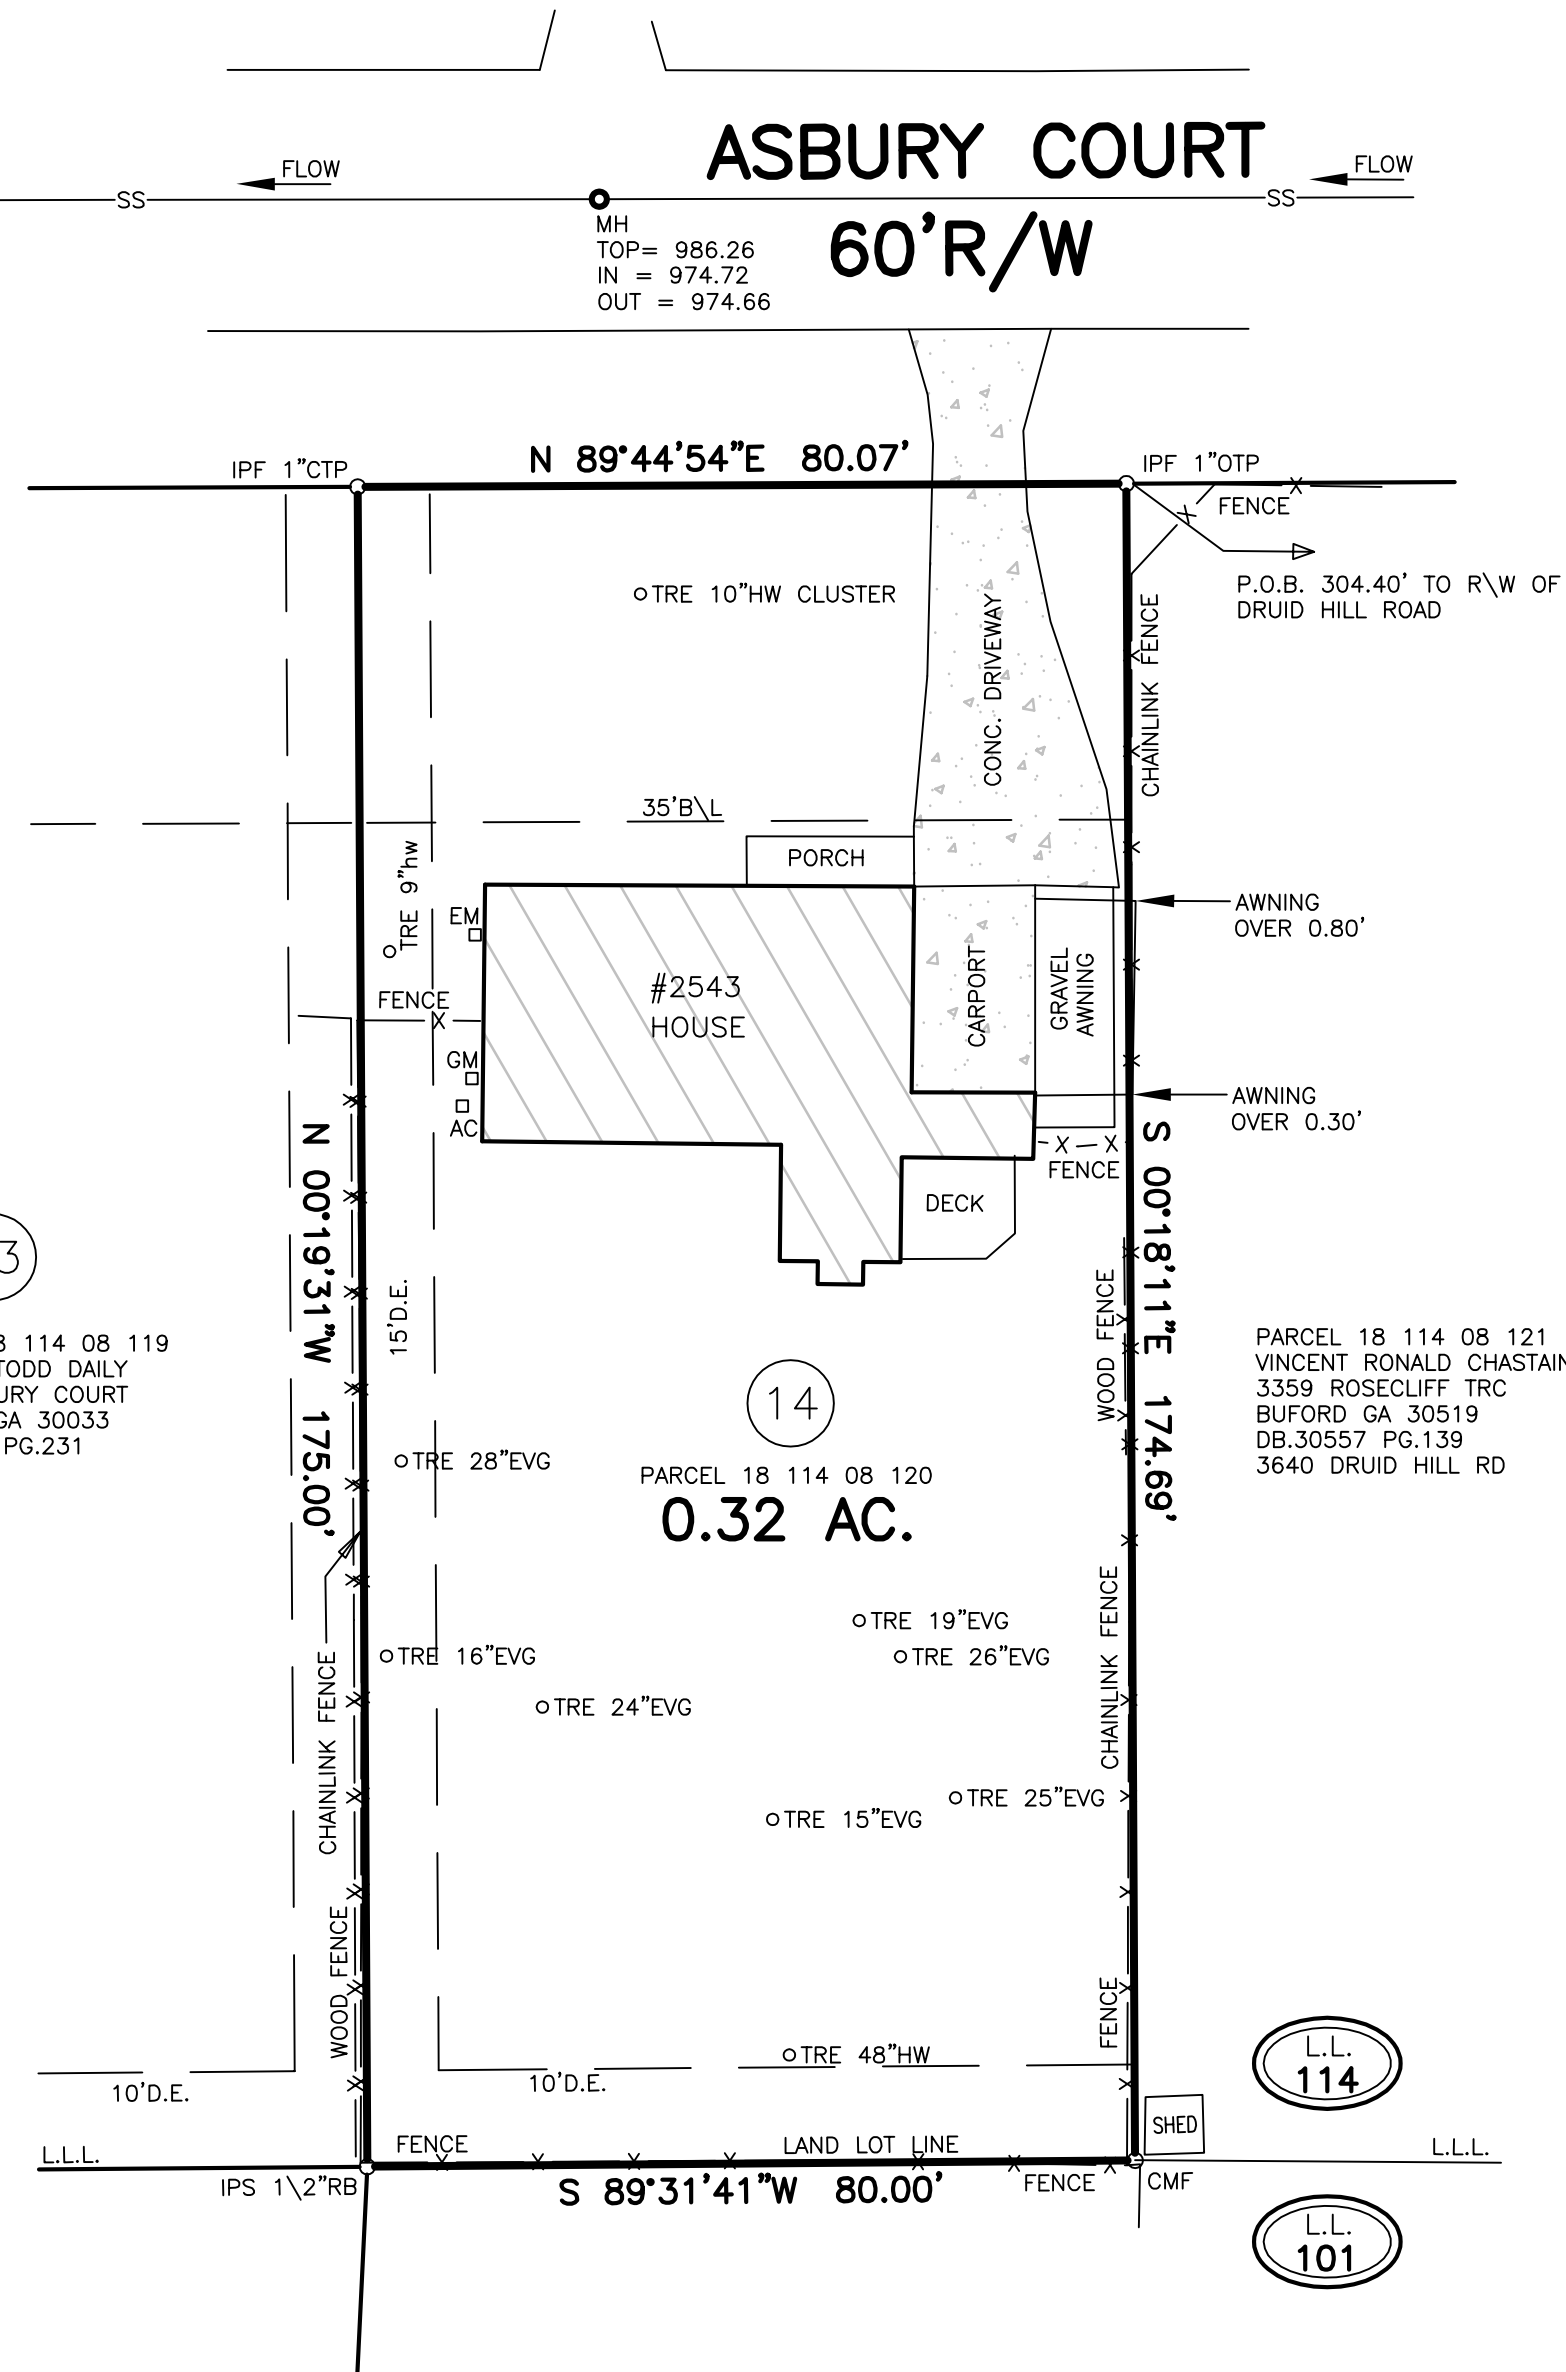 ASBURY COURT
FLOW
FLOW
SS
SS
MH
TOP= 986.26
IN = 974.72
OUT = 974.66
60'R/W
N 89°44'54"E 80.07'
IPF 1"CTP
IPF 1"OTP
FENCE
P.O.B. 304.40' TO R\W OF
DRUID HILL ROAD
TRE 10"HW CLUSTER
CONC. DRIVEWAY
CHAINLINK FENCE
35'B\L
PORCH
TRE 9"hw
EM
AWNING
OVER 0.80'
#2543
HOUSE
CARPORT
GRAVEL
AWNING
FENCE
GM
AC
AWNING
OVER 0.30'
FENCE
DECK
N 00°19'31"W 175.00'
S 00°18'11"E 174.69'
15'D.E.
WOOD FENCE
3
114 08 119
TODD DAILY
URY COURT
GA 30033
PG.231
14
PARCEL 18 114 08 120
0.32 AC.
PARCEL 18 114 08 121
VINCENT RONALD CHASTAIN
3359 ROSECLIFF TRC
BUFORD GA 30519
DB.30557 PG.139
3640 DRUID HILL RD
TRE 28"EVG
TRE 19"EVG
TRE 26"EVG
TRE 16"EVG
TRE 24"EVG
CHAINLINK FENCE
CHAINLINK FENCE
TRE 25"EVG
TRE 15"EVG
WOOD FENCE
FENCE
TRE 48"HW
10'D.E.
10'D.E.
L.L.
114
SHED
L.L.L.
FENCE
LAND LOT LINE
L.L.L.
IPS 1\2"RB
S 89°31'41"W 80.00'
FENCE
CMF
L.L.
101